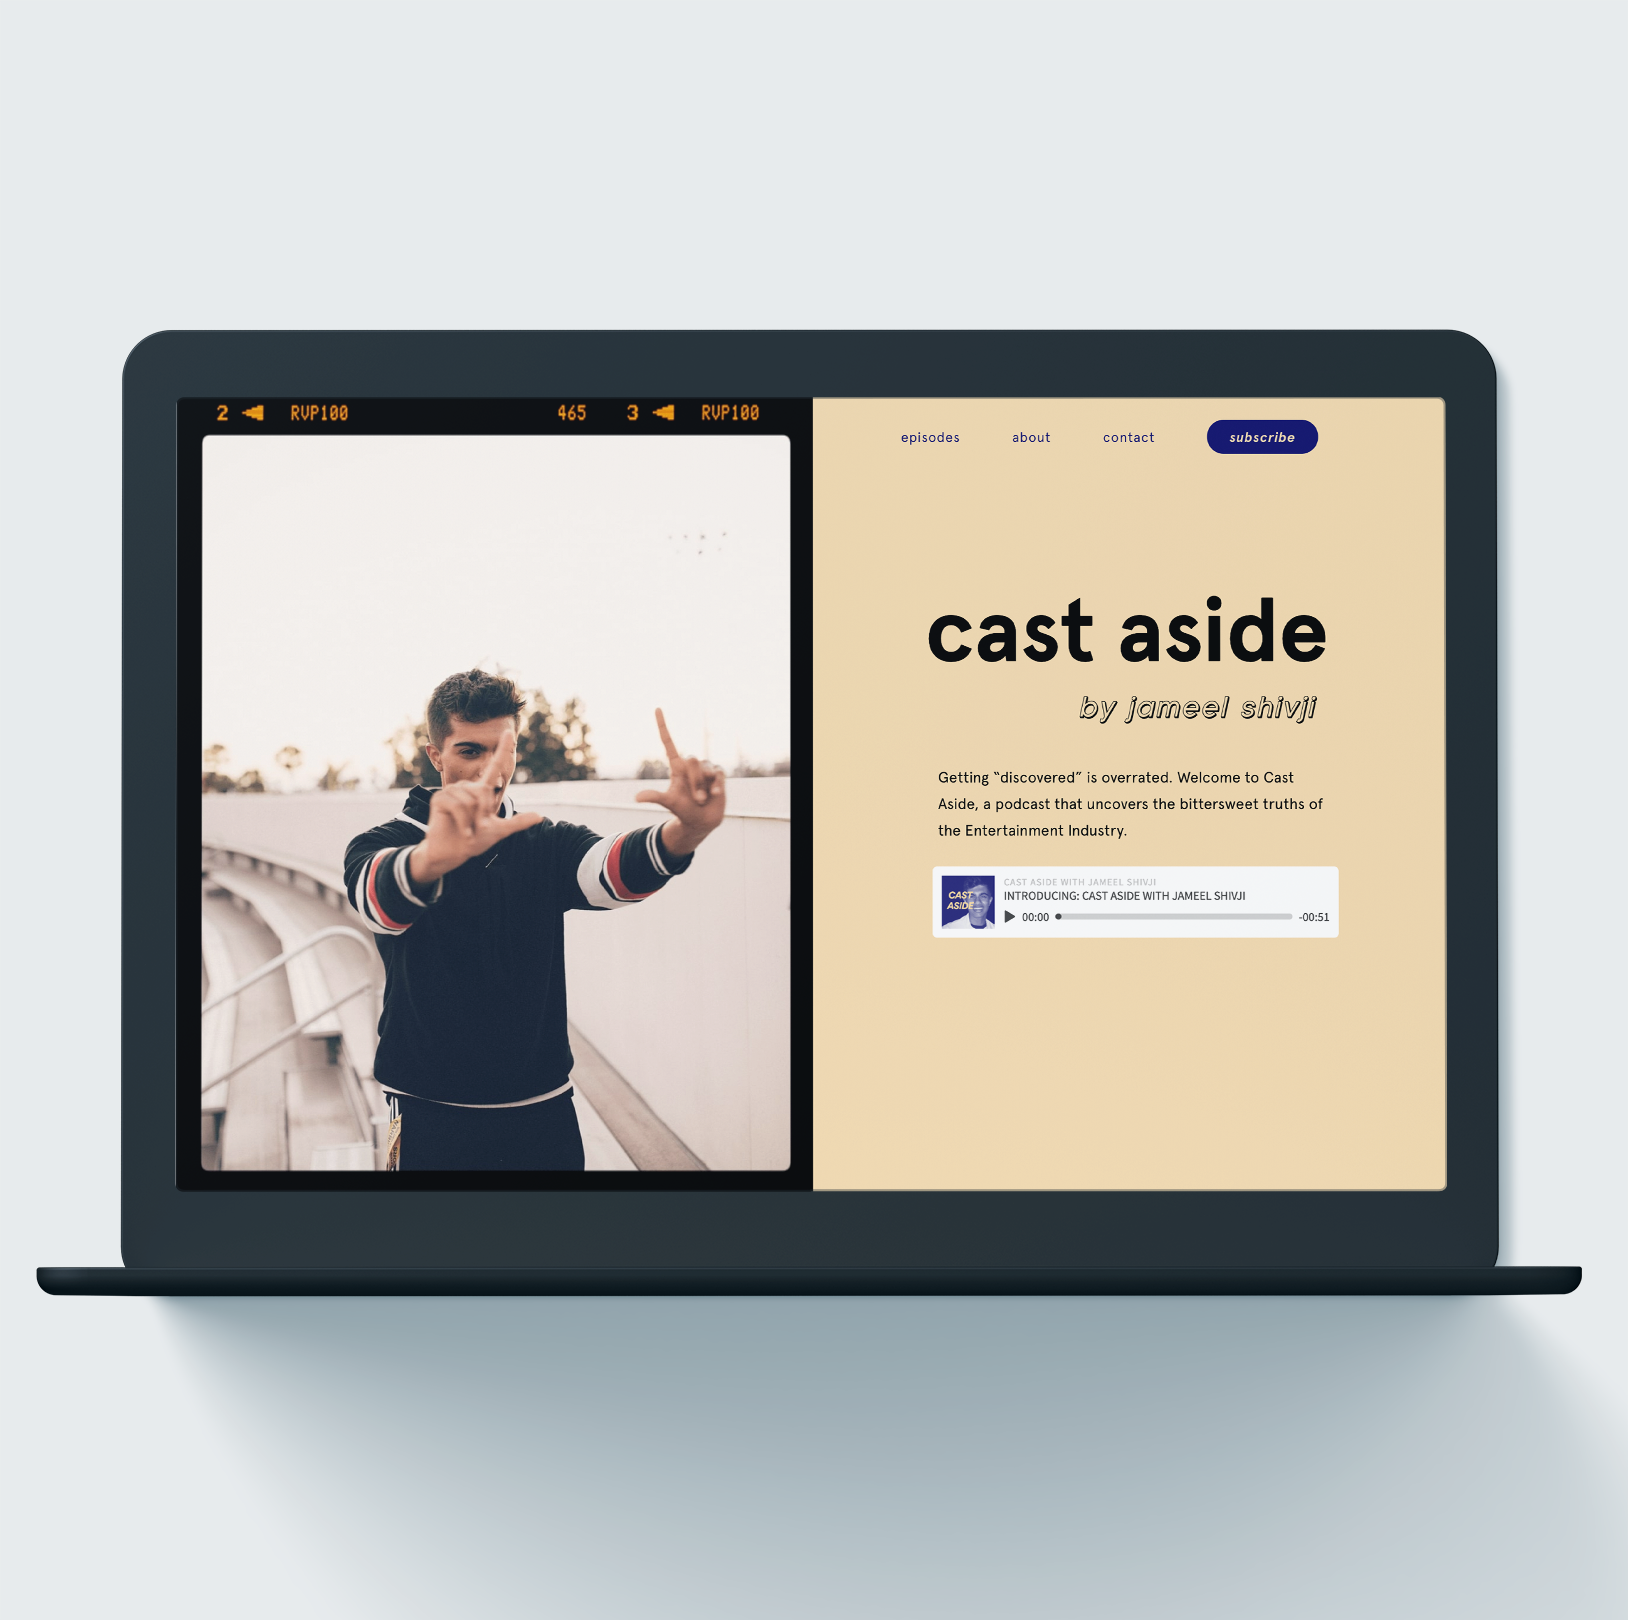 2 RVP100 465 3 RVP100
episodes about contact subscribe
cast aside
by jameel shivji
Getting “discovered” is overrated. Welcome to Cast
Aside, a podcast that uncovers the bittersweet truths of
the Entertainment Industry.
CAST ASIDE WITH JAMEEL SHIVJI
CAST
ASIDE
INTRODUCING: CAST ASIDE WITH JAMEEL SHIVJI
00:00 -00:51